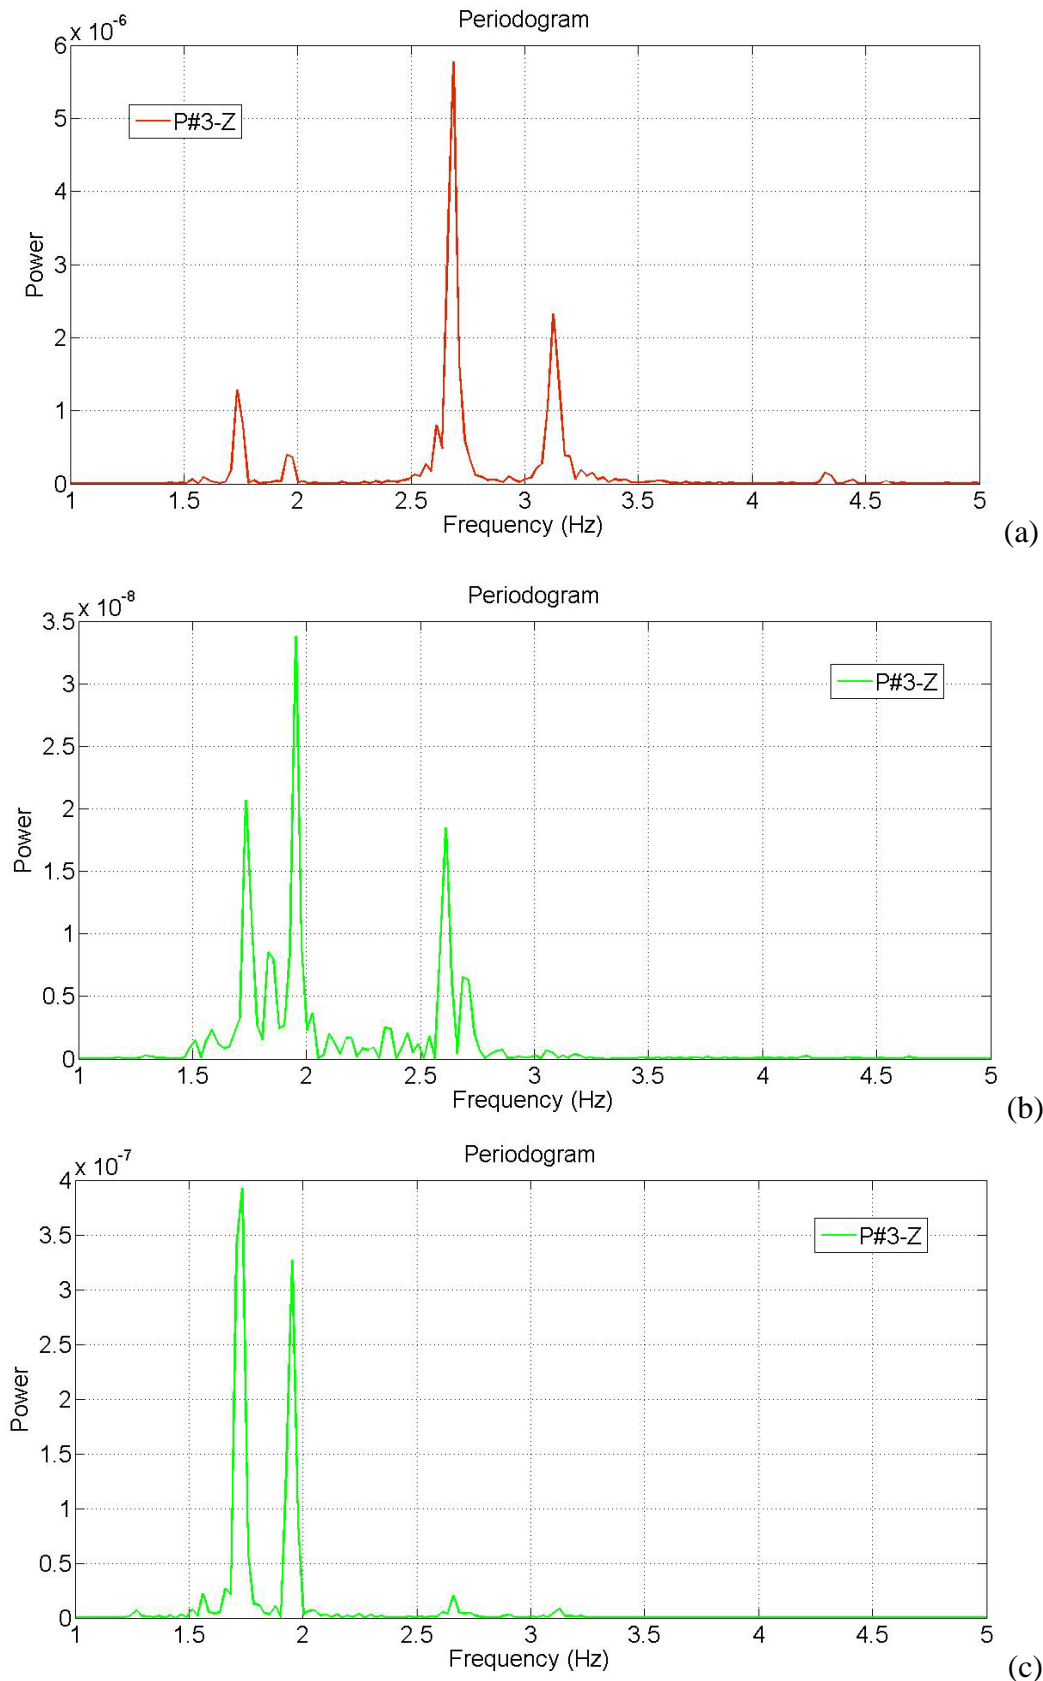 Periodogram
6 x 10-6
P#3-Z
5
4
3
2
1
0
Power
1 1.5 2 2.5 3 3.5 4 4.5 5
Frequency (Hz)
(a)
Periodogram
3.5 x 10-8
P#3-Z
3
2.5
2
1.5
1
0.5
0
Power
1 1.5 2 2.5 3 3.5 4 4.5 5
Frequency (Hz)
(b)
Periodogram
4 x 10-7
P#3-Z
3.5
3
2.5
2
1.5
1
0.5
0
Power
1 1.5 2 2.5 3 3.5 4 4.5 5
Frequency (Hz)
(c)